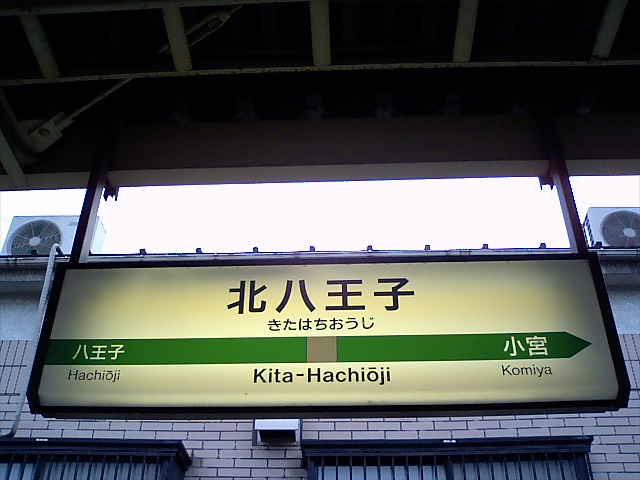 北八王子
きたはちおうじ
八王子
小宮
Hachiōji
Kita-Hachiōji
Komiya